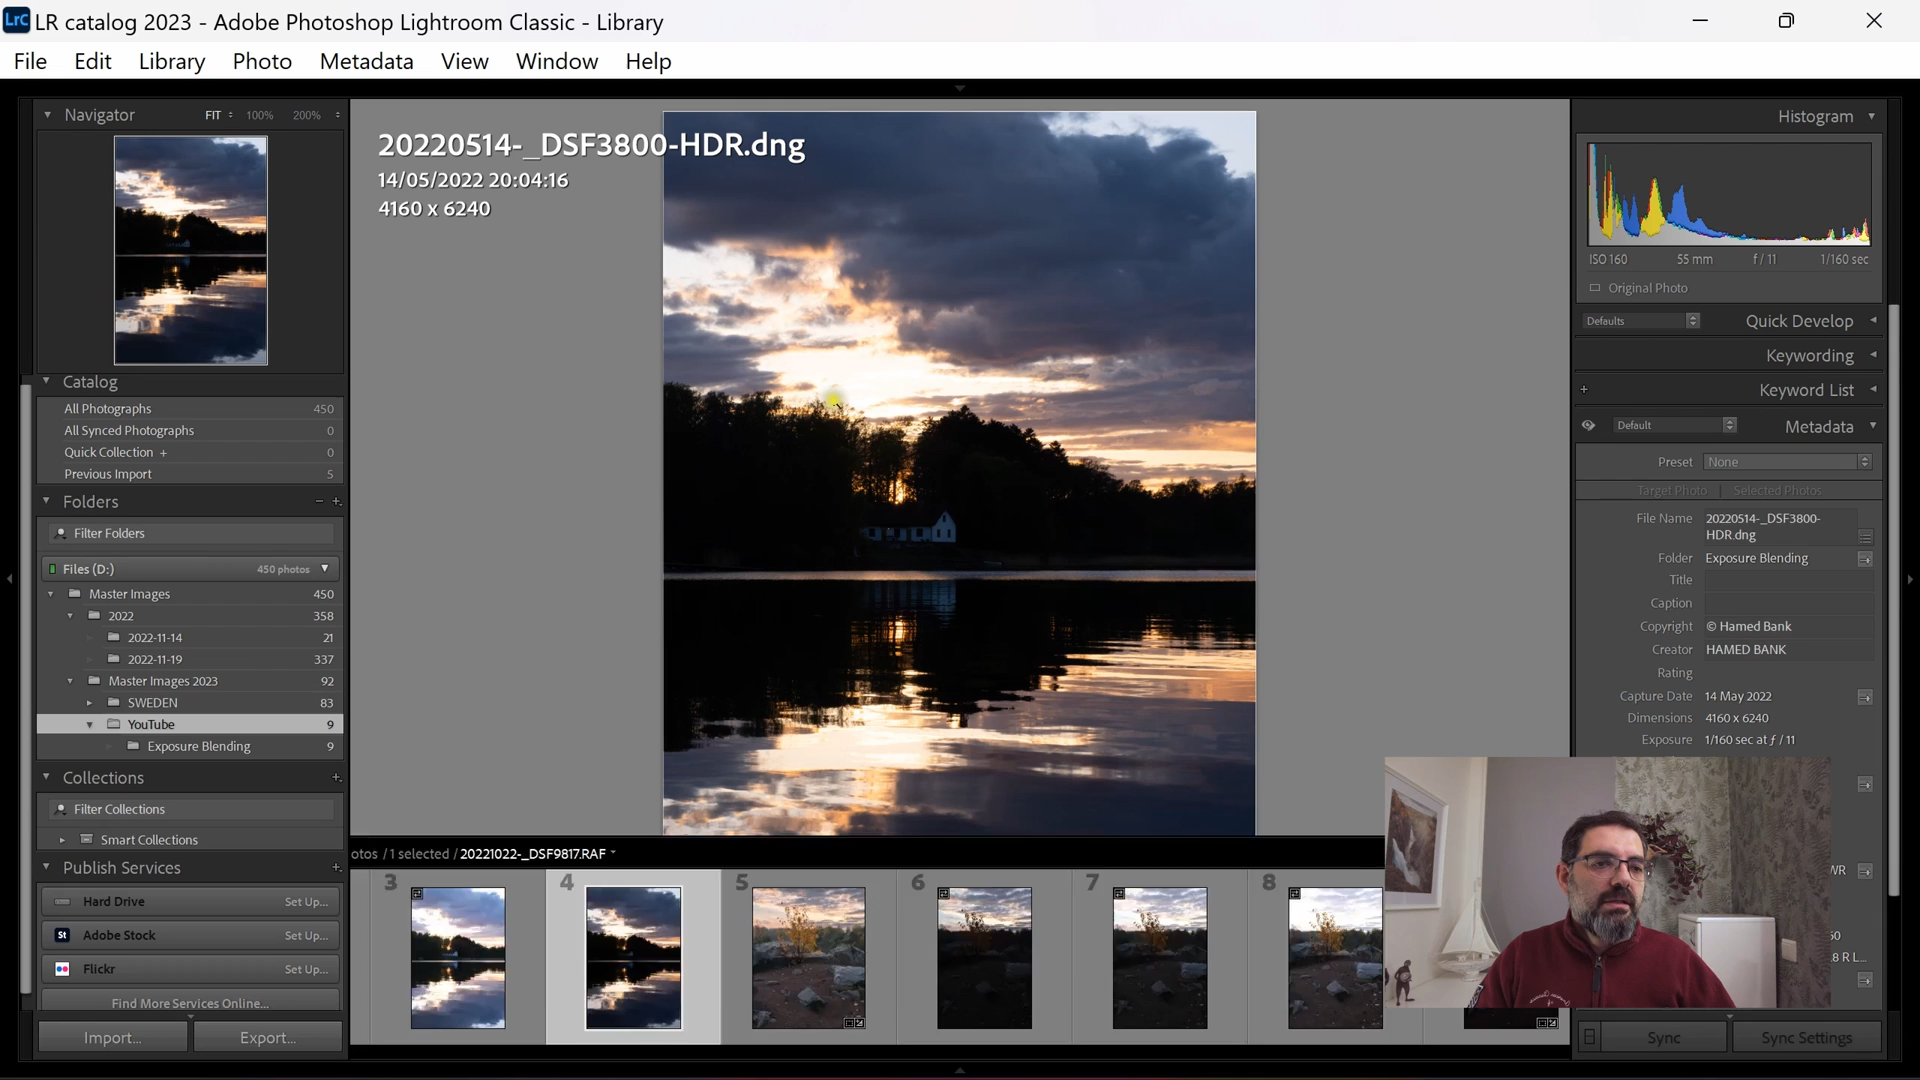 LrC LR catalog 2023 - Adobe Photoshop Lightroom Classic - Library
File Edit Library Photo Metadata View Window Help
Navigator FIT 100% 200%
Catalog
All Photographs 450
All Synced Photographs 0
Quick Collection + 0
Previous Import 5
Folders − +
Filter Folders
Files (D:) 450 photos
Master Images 450
2022 358
2022-11-14 21
2022-11-19 337
Master Images 2023 92
SWEDEN 83
YouTube 9
Exposure Blending 9
Collections +
Filter Collections
Smart Collections
Publish Services +
Hard Drive Set Up...
St Adobe Stock Set Up...
Flickr Set Up...
Find More Services Online...
Import... Export...
20220514-_DSF3800-HDR.dng
14/05/2022 20:04:16
4160 x 6240
otos / 1 selected / 20221022-_DSF9817.RAF
3 4 5 6 7 8
Histogram
ISO 160 55 mm f / 11 1/160 sec
Original Photo
Defaults Quick Develop
Keywording
+ Keyword List
Default Metadata
Preset None
Target Photo Selected Photos
File Name 20220514-_DSF3800-
HDR.dng
Folder Exposure Blending
Title
Caption
Copyright © Hamed Bank
Creator HAMED BANK
Rating
Capture Date 14 May 2022
Dimensions 4160 x 6240
Exposure 1/160 sec at ƒ / 11
WR
60
.8 R L...
Sync Sync Settings